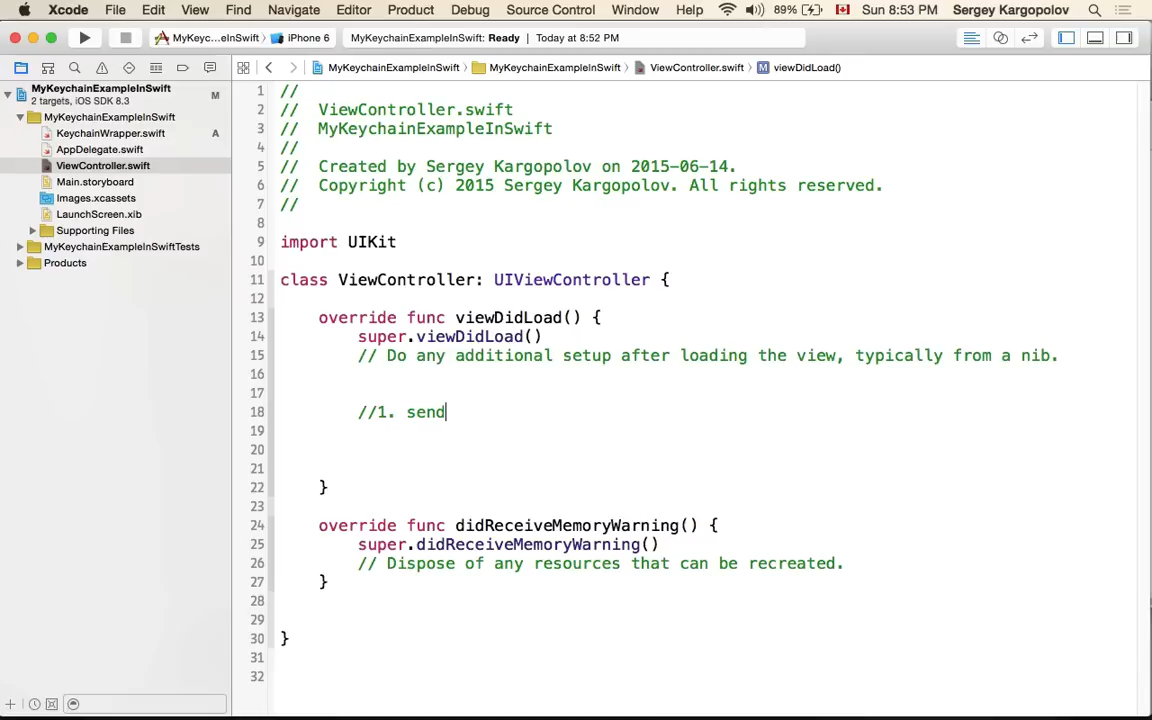 Xcode File Edit View Find Navigate Editor Product Debug Source Control Window Help 89% Sun 8:53 PM Sergey Kargopolov
MyKeyc...eInSwift iPhone 6 MyKeychainExampleInSwift: Ready Today at 8:52 PM
MyKeychainExampleInSwift MyKeychainExampleInSwift ViewController.swift M viewDidLoad()
MyKeychainExampleInSwift M
2 targets, iOS SDK 8.3
MyKeychainExampleInSwift
KeychainWrapper.swift A
AppDelegate.swift
ViewController.swift
Main.storyboard
Images.xcassets
LaunchScreen.xib
Supporting Files
MyKeychainExampleInSwiftTests
Products
1 //
2 // ViewController.swift
3 // MyKeychainExampleInSwift
4 //
5 // Created by Sergey Kargopolov on 2015-06-14.
6 // Copyright (c) 2015 Sergey Kargopolov. All rights reserved.
7 //
8
9 import UIKit
10
11 class ViewController: UIViewController {
12
13 override func viewDidLoad() {
14 super.viewDidLoad()
15 // Do any additional setup after loading the view, typically from a nib.
16
17
18 //1. send
19
20
21
22 }
23
24 override func didReceiveMemoryWarning() {
25 super.didReceiveMemoryWarning()
26 // Dispose of any resources that can be recreated.
27 }
28
29
30 }
31
32